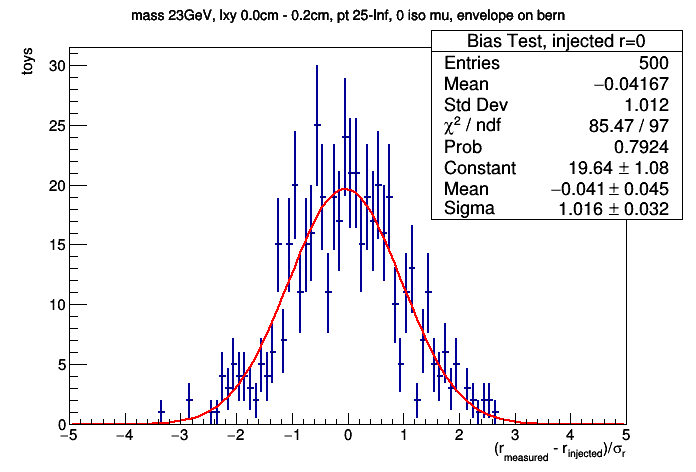 mass 23GeV, lxy 0.0cm - 0.2cm, pt 25-Inf, 0 iso mu, envelope on bern
toys
Bias Test, injected r=0
Entries 500
Mean −0.04167
Std Dev 1.012
χ² / ndf 85.47 / 97
Prob 0.7924
Constant 19.64 ± 1.08
Mean −0.041 ± 0.045
Sigma 1.016 ± 0.032
30
25
20
15
10
5
0
−5 −4 −3 −2 −1 0 1 2 3 4 5
(r_measured - r_injected)/σ_r